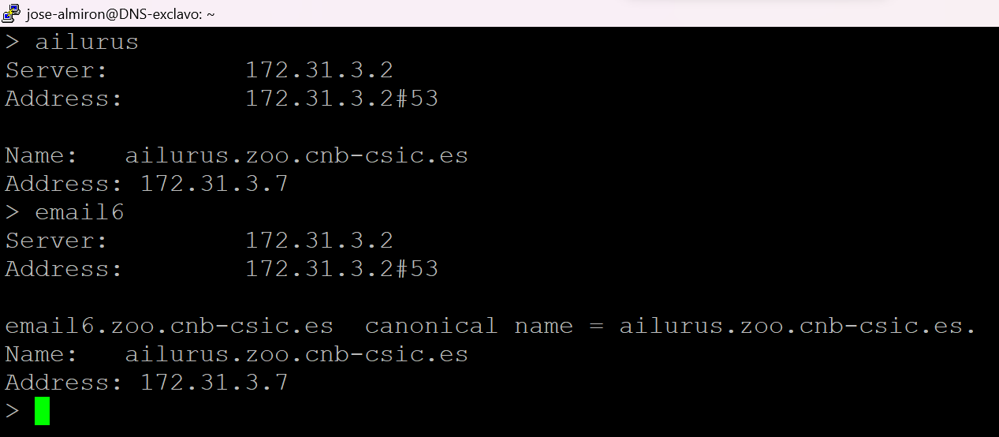 jose-almiron@DNS-exclavo: ~
> ailurus
Server:         172.31.3.2
Address:        172.31.3.2#53

Name:   ailurus.zoo.cnb-csic.es
Address: 172.31.3.7
> email6
Server:         172.31.3.2
Address:        172.31.3.2#53

email6.zoo.cnb-csic.es  canonical name = ailurus.zoo.cnb-csic.es.
Name:   ailurus.zoo.cnb-csic.es
Address: 172.31.3.7
>